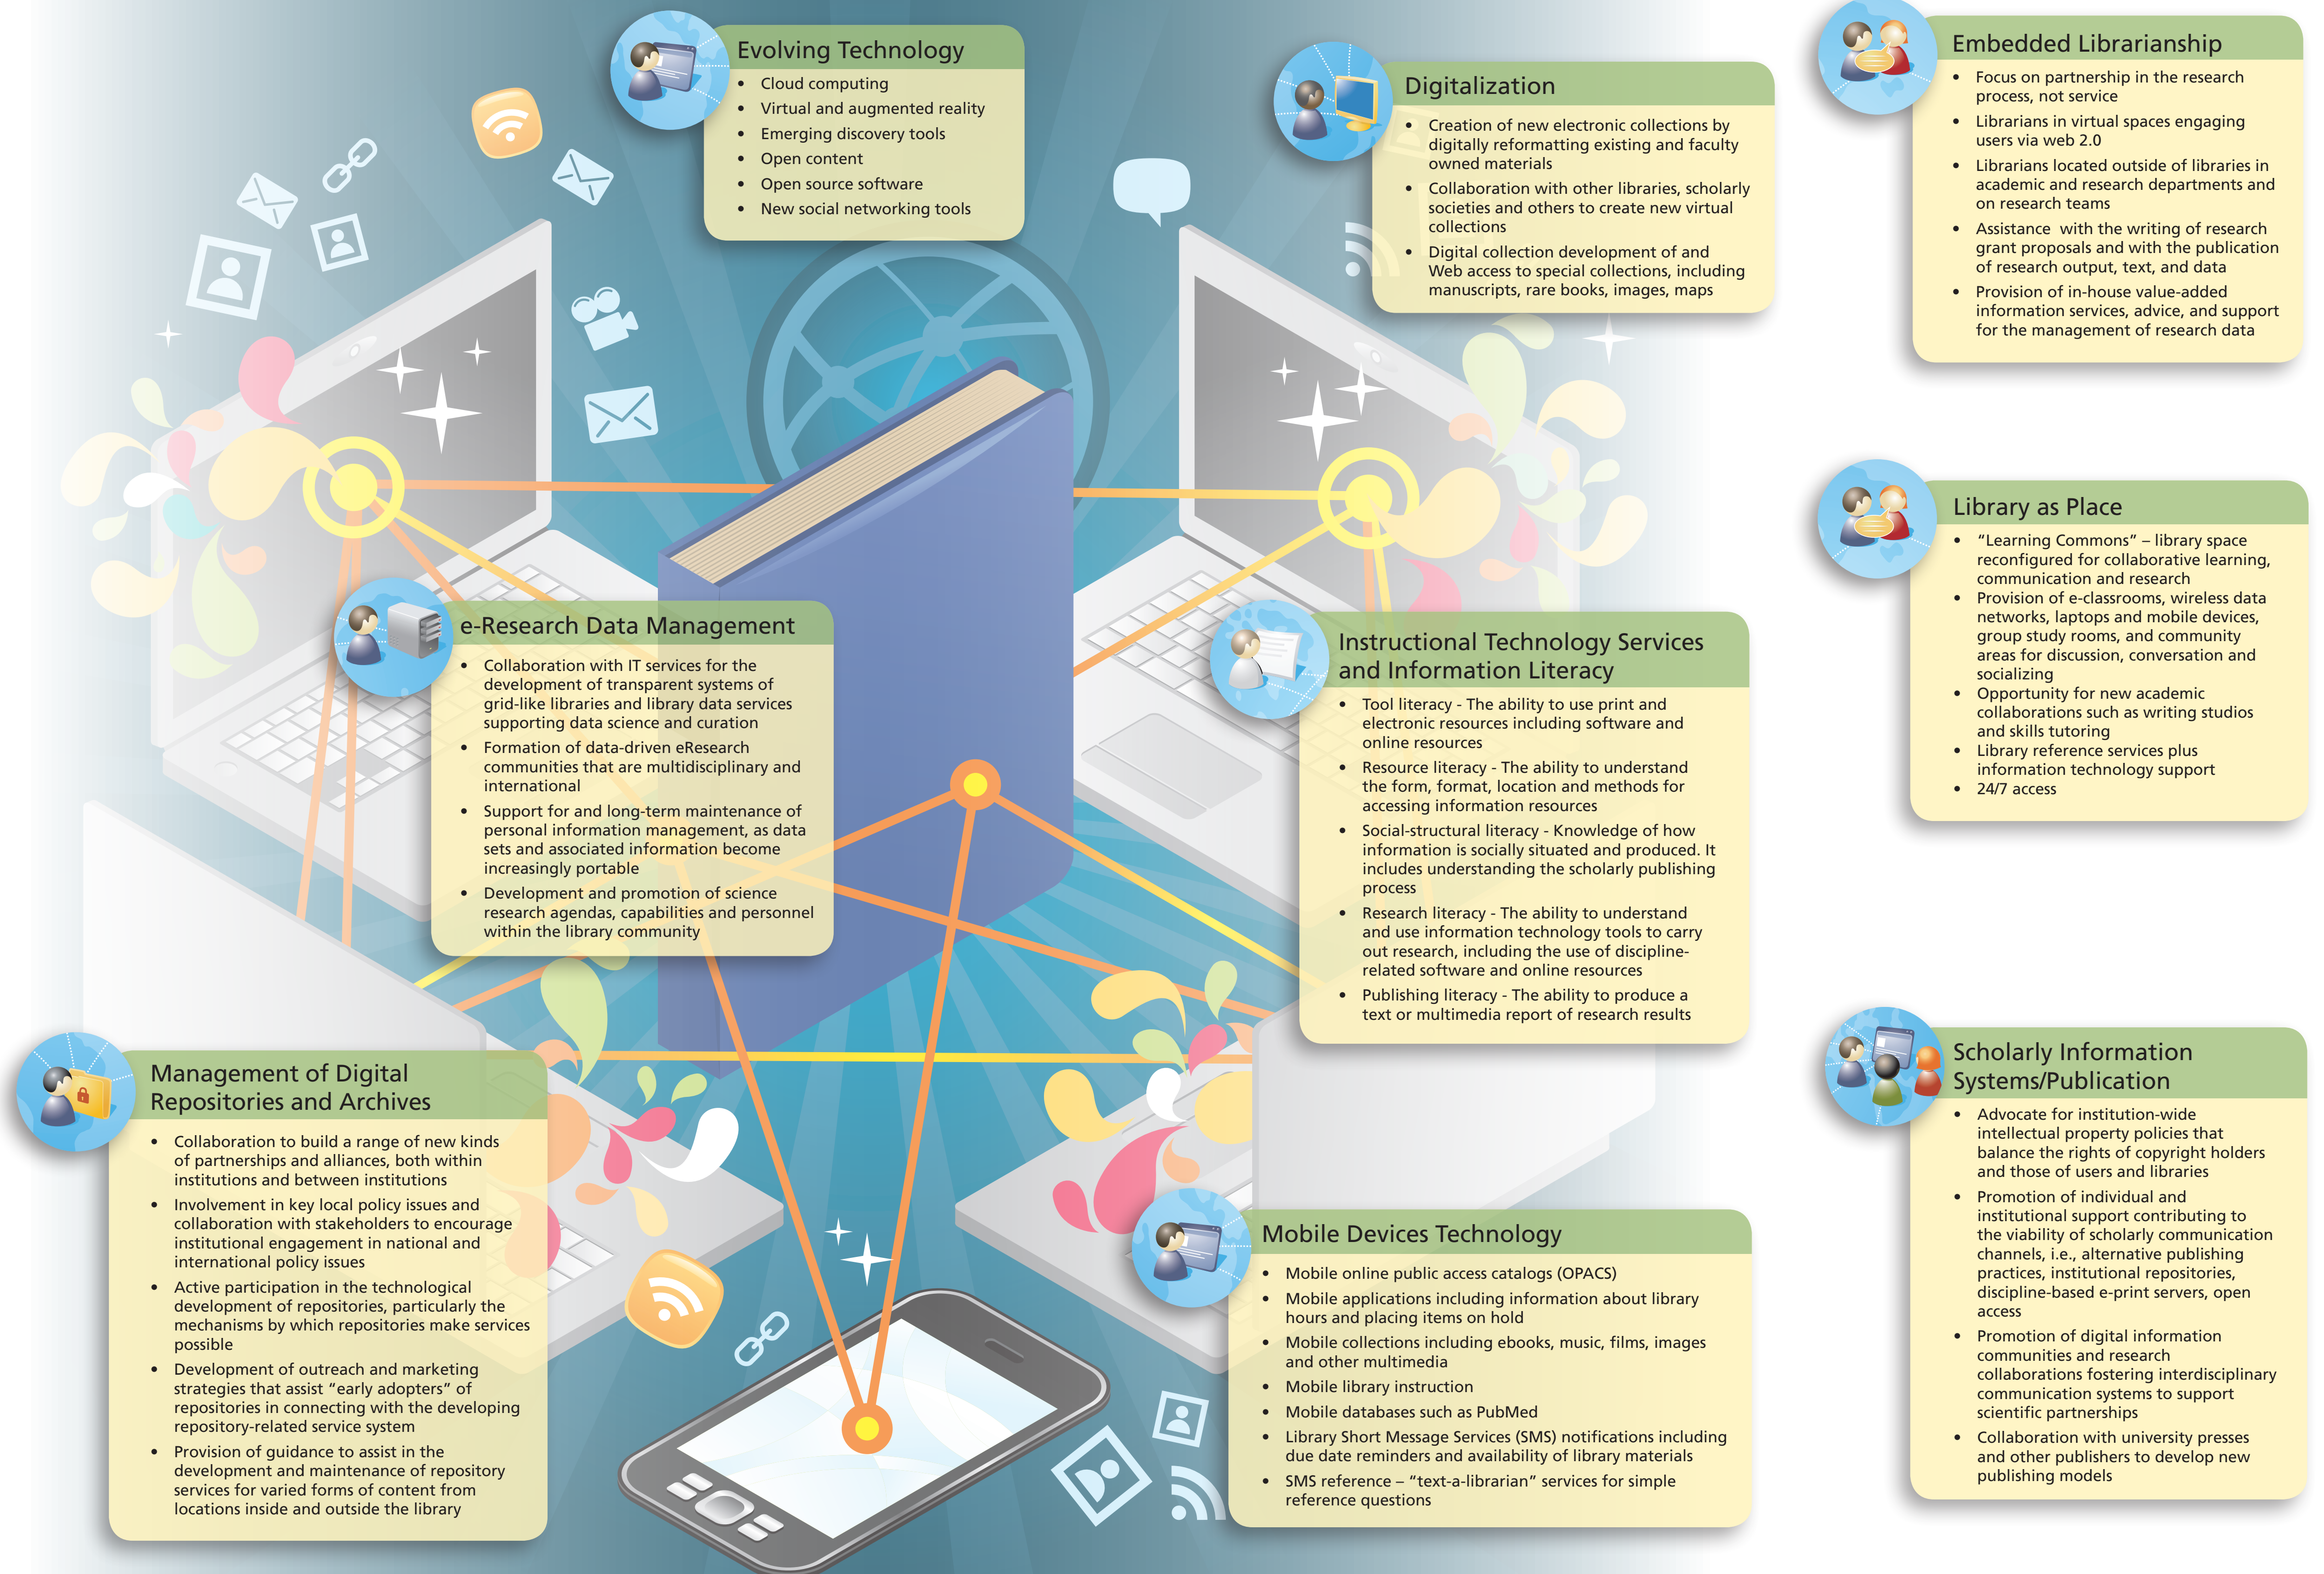 Evolving Technology
• Cloud computing
• Virtual and augmented reality
• Emerging discovery tools
• Open content
• Open source software
• New social networking tools
Digitalization
• Creation of new electronic collections by
digitally reformatting existing and faculty
owned materials
• Collaboration with other libraries, scholarly
societies and others to create new virtual
collections
• Digital collection development of and
Web access to special collections, including
manuscripts, rare books, images, maps
Embedded Librarianship
• Focus on partnership in the research
process, not service
• Librarians in virtual spaces engaging
users via web 2.0
• Librarians located outside of libraries in
academic and research departments and
on research teams
• Assistance with the writing of research
grant proposals and with the publication
of research output, text, and data
• Provision of in-house value-added
information services, advice, and support
for the management of research data
e-Research Data Management
• Collaboration with IT services for the
development of transparent systems of
grid-like libraries and library data services
supporting data science and curation
• Formation of data-driven eResearch
communities that are multidisciplinary and
international
• Support for and long-term maintenance of
personal information management, as data
sets and associated information become
increasingly portable
• Development and promotion of science
research agendas, capabilities and personnel
within the library community
Instructional Technology Services
and Information Literacy
• Tool literacy - The ability to use print and
electronic resources including software and
online resources
• Resource literacy - The ability to understand
the form, format, location and methods for
accessing information resources
• Social-structural literacy - Knowledge of how
information is socially situated and produced. It
includes understanding the scholarly publishing
process
• Research literacy - The ability to understand
and use information technology tools to carry
out research, including the use of discipline-
related software and online resources
• Publishing literacy - The ability to produce a
text or multimedia report of research results
Library as Place
• “Learning Commons” – library space
reconfigured for collaborative learning,
communication and research
• Provision of e-classrooms, wireless data
networks, laptops and mobile devices,
group study rooms, and community
areas for discussion, conversation and
socializing
• Opportunity for new academic
collaborations such as writing studios
and skills tutoring
• Library reference services plus
information technology support
• 24/7 access
Management of Digital
Repositories and Archives
• Collaboration to build a range of new kinds
of partnerships and alliances, both within
institutions and between institutions
• Involvement in key local policy issues and
collaboration with stakeholders to encourage
institutional engagement in national and
international policy issues
• Active participation in the technological
development of repositories, particularly the
mechanisms by which repositories make services
possible
• Development of outreach and marketing
strategies that assist “early adopters” of
repositories in connecting with the developing
repository-related service system
• Provision of guidance to assist in the
development and maintenance of repository
services for varied forms of content from
locations inside and outside the library
Mobile Devices Technology
• Mobile online public access catalogs (OPACS)
• Mobile applications including information about library
hours and placing items on hold
• Mobile collections including ebooks, music, films, images
and other multimedia
• Mobile library instruction
• Mobile databases such as PubMed
• Library Short Message Services (SMS) notifications including
due date reminders and availability of library materials
• SMS reference – “text-a-librarian” services for simple
reference questions
Scholarly Information
Systems/Publication
• Advocate for institution-wide
intellectual property policies that
balance the rights of copyright holders
and those of users and libraries
• Promotion of individual and
institutional support contributing to
the viability of scholarly communication
channels, i.e., alternative publishing
practices, institutional repositories,
discipline-based e-print servers, open
access
• Promotion of digital information
communities and research
collaborations fostering interdisciplinary
communication systems to support
scientific partnerships
• Collaboration with university presses
and other publishers to develop new
publishing models